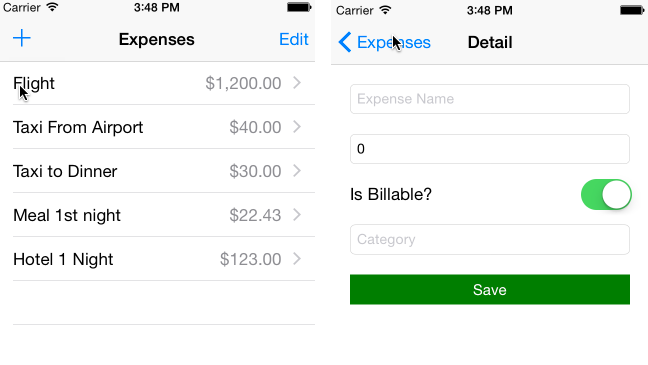 Carrier 3:48 PM
+ Expenses Edit
Flight $1,200.00
Taxi From Airport $40.00
Taxi to Dinner $30.00
Meal 1st night $22.43
Hotel 1 Night $123.00
Carrier 3:48 PM
Expenses Detail
Expense Name
0
Is Billable?
Category
Save